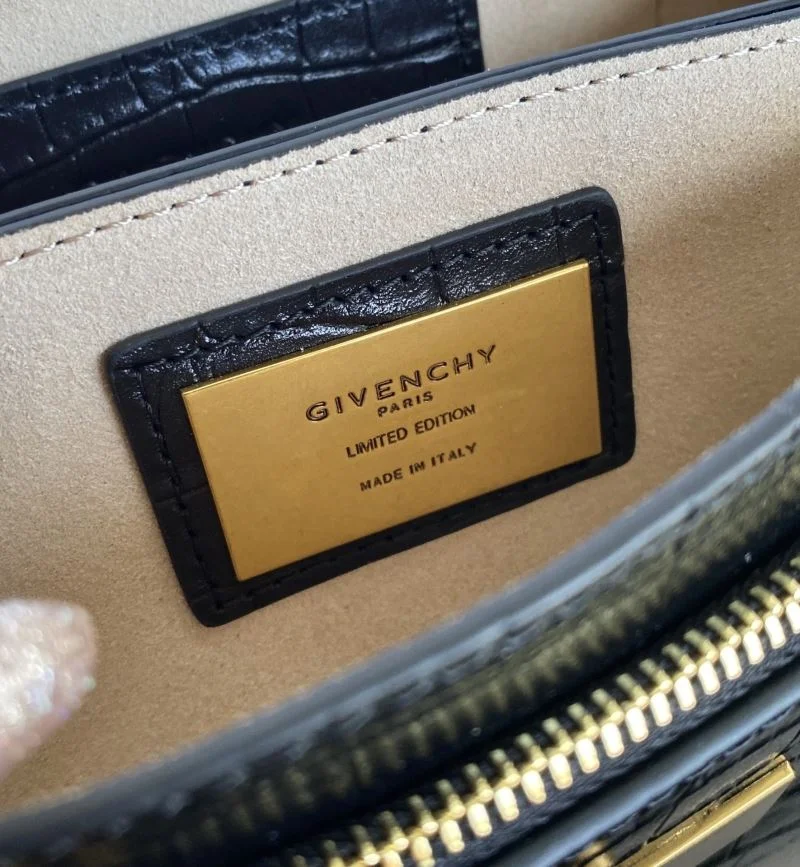 GIVENCHY
PARIS
LIMITED EDITION
MADE IN ITALY